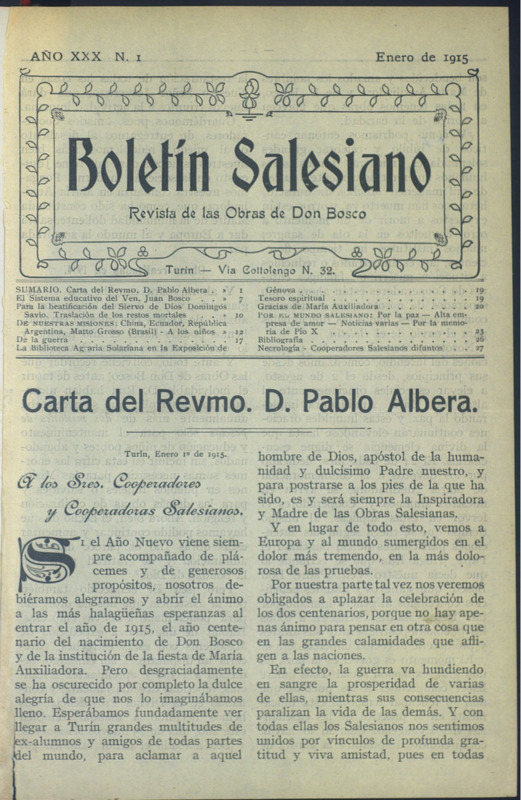 AÑO XXX N. 1
Enero de 1915
Boletín Salesiano
Revista de las Obras de Don Bosco
Turín — Via Cottolengo N. 32.
SUMARIO. Carta del Revmo. D. Pablo Albera . . » 1
El Sistema educativo del Ven. Juan Bosco . . » 7
Para la beatificación del Siervo de Dios Domingos
Savio. Traslación de los restos mortales . . » 10
DE NUESTRAS MISIONES: China, Ecuador, República
Argentina, Matto Grosso (Brasil) - A los niños . » 12
De la guerra . . . . . . 17
La Biblioteca Agraria Solariana en la Exposición de
Génova . . . . . . 19
Tesoro espiritual . . . . . . 19
Gracias de María Auxiliadora . . . . . . 20
POR EL MUNDO SALESIANO: Por la paz — Alta em-
presa de amor — Noticias varias — Por la memo-
ria de Pío X . . . . . . 23
Bibliografía . . . . . . 26
Necrología - Cooperadores Salesianos difuntos . . . » 27
Carta del Revmo. D. Pablo Albera.
Turín, Enero 1º de 1915.
A los Sres. Cooperadores
y Cooperadoras Salesianos.
SI el Año Nuevo viene siem-
pre acompañado de plá-
cemes y de generosos
propósitos, nosotros de-
biéramos alegrarnos y abrir el ánimo
a las más halagüeñas esperanzas al
entrar el año de 1915, el año cente-
nario del nacimiento de Don Bosco
y de la institución de la fiesta de María
Auxiliadora. Pero desgraciadamente
se ha oscurecido por completo la dulce
alegría de que nos lo imaginábamos
lleno. Esperábamos fundadamente ver
llegar a Turín grandes multitudes de
ex-alumnos y amigos de todas partes
del mundo, para aclamar a aquel
hombre de Dios, apóstol de la huma-
nidad y dulcísimo Padre nuestro, y
para postrarse a los pies de la que ha
sido, es y será siempre la Inspiradora
y Madre de las Obras Salesianas.
Y en lugar de todo esto, vemos a
Europa y al mundo sumergidos en el
dolor más tremendo, en la más dolo-
rosa de las pruebas.
Por nuestra parte tal vez nos veremos
obligados a aplazar la celebración de
los dos centenarios, porque no hay ape-
nas ánimo para pensar en otra cosa que
en las grandes calamidades que afli-
gen a las naciones.
En efecto, la guerra va hundiendo
en sangre la prosperidad de varias
de ellas, mientras sus consecuencias
paralizan la vida de las demás. Y con
todas ellas los Salesianos nos sentimos
unidos por vínculos de profunda gra-
titud y viva amistad, pues en todas